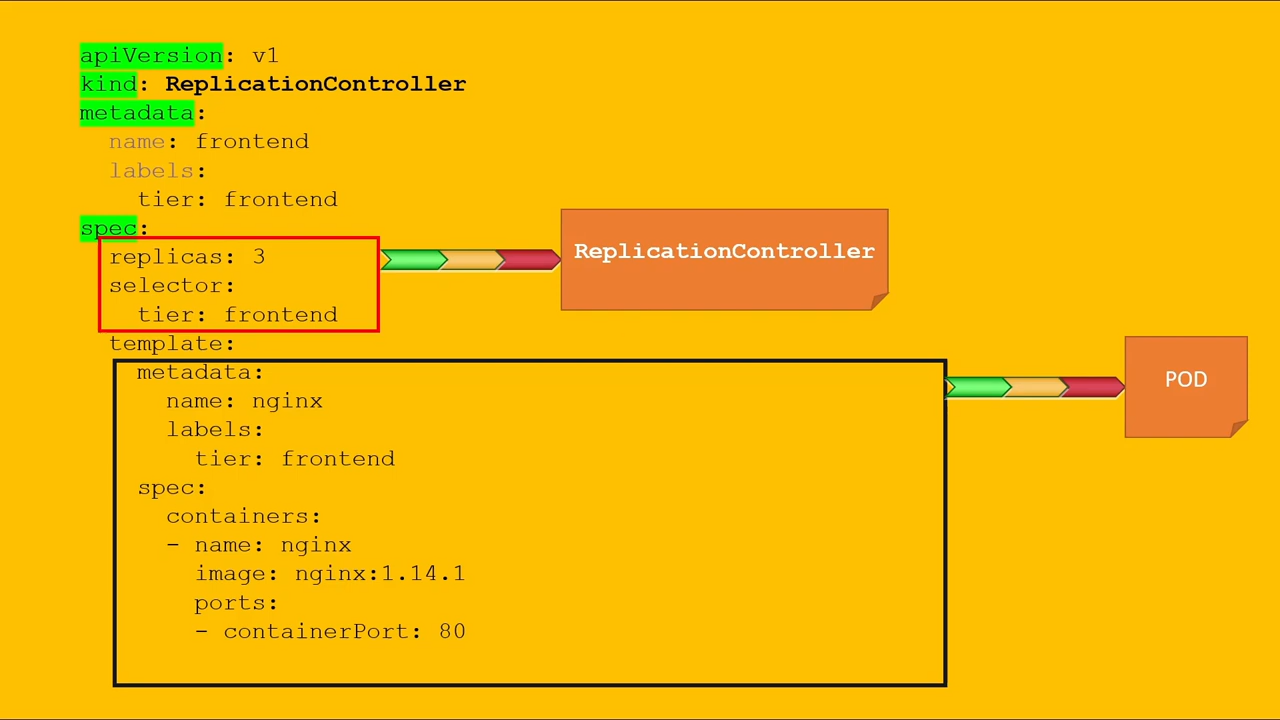 apiVersion: v1
kind: ReplicationController
metadata:
  name: frontend
  labels:
    tier: frontend
spec:
  replicas: 3
  selector:
    tier: frontend
  template:
    metadata:
      name: nginx
      labels:
        tier: frontend
    spec:
      containers:
      - name: nginx
        image: nginx:1.14.1
        ports:
        - containerPort: 80
ReplicationController
POD